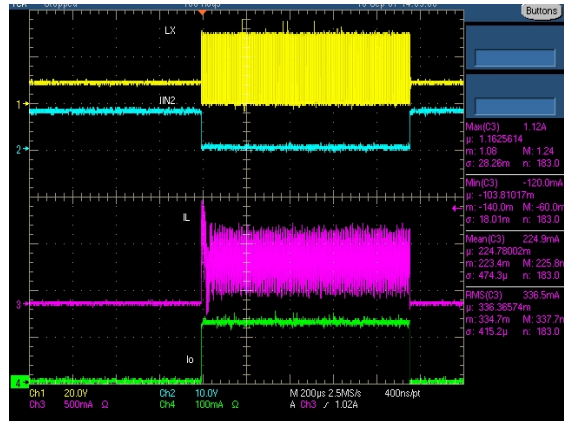 Stopped
Buttons
LX
1
IIN2
2
Max(C3) 1.12A
µ: 1.1625614
m: 1.08 M: 1.24
σ: 28.26m n: 183.0
Min(C3) -120.0mA
µ: -103.81017m
m: -140.0m M: -60.0m
σ: 18.01m n: 183.0
IL
Mean(C3) 224.9mA
µ: 224.78002m
m: 223.4m M: 225.8m
σ: 474.3µ n: 183.0
3
RMS(C3) 336.5mA
µ: 336.36574m
m: 334.7m M: 337.7m
σ: 415.2µ n: 183.0
Io
4
Ch1 20.0V Ch2 10.0V M 200µs 2.5MS/s 400ns/pt
Ch3 500mA Ω Ch4 100mA Ω A Ch3 / 1.02A